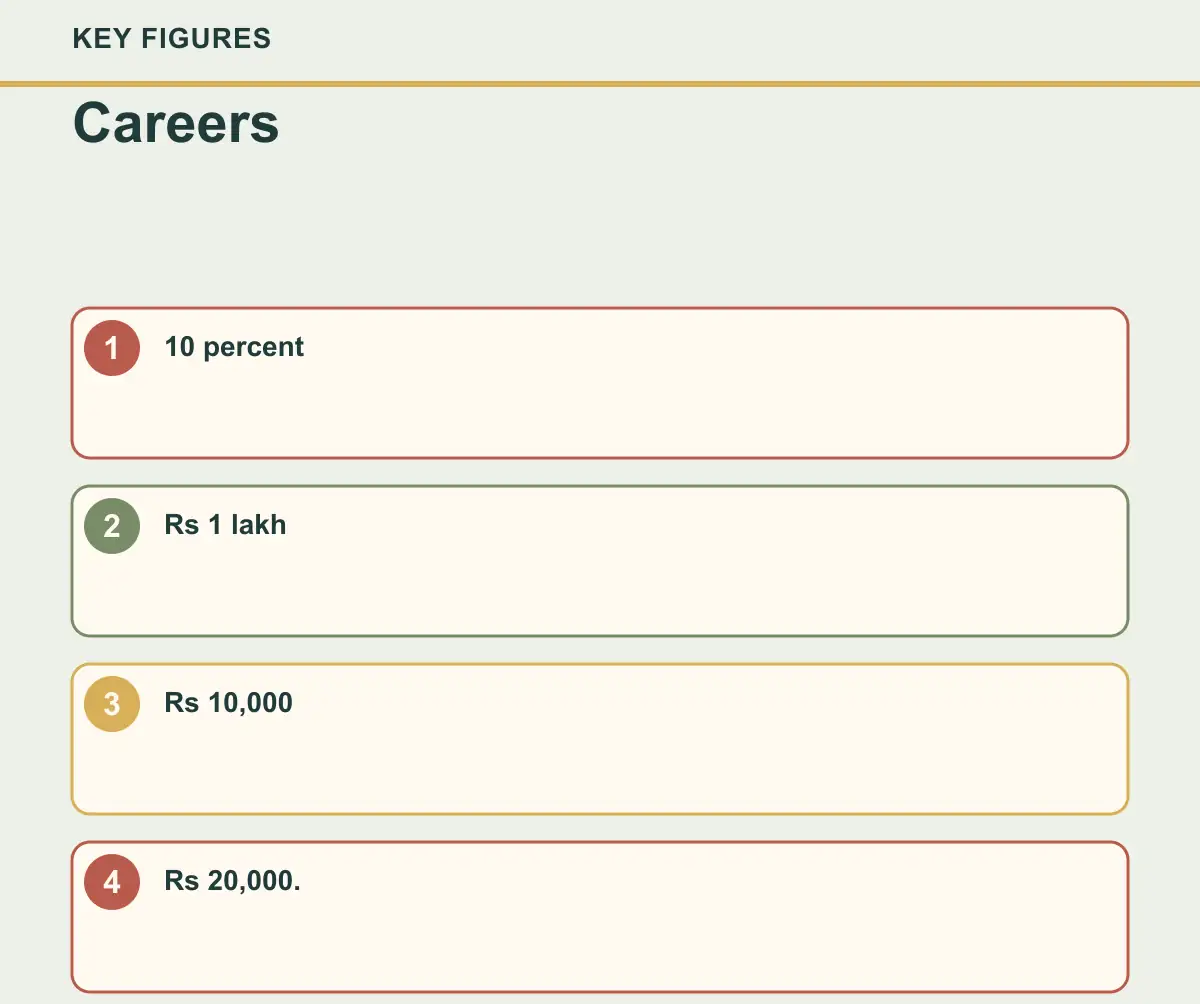 KEY FIGURES
Careers
1 10 percent
2 Rs 1 lakh
3 Rs 10,000
4 Rs 20,000.